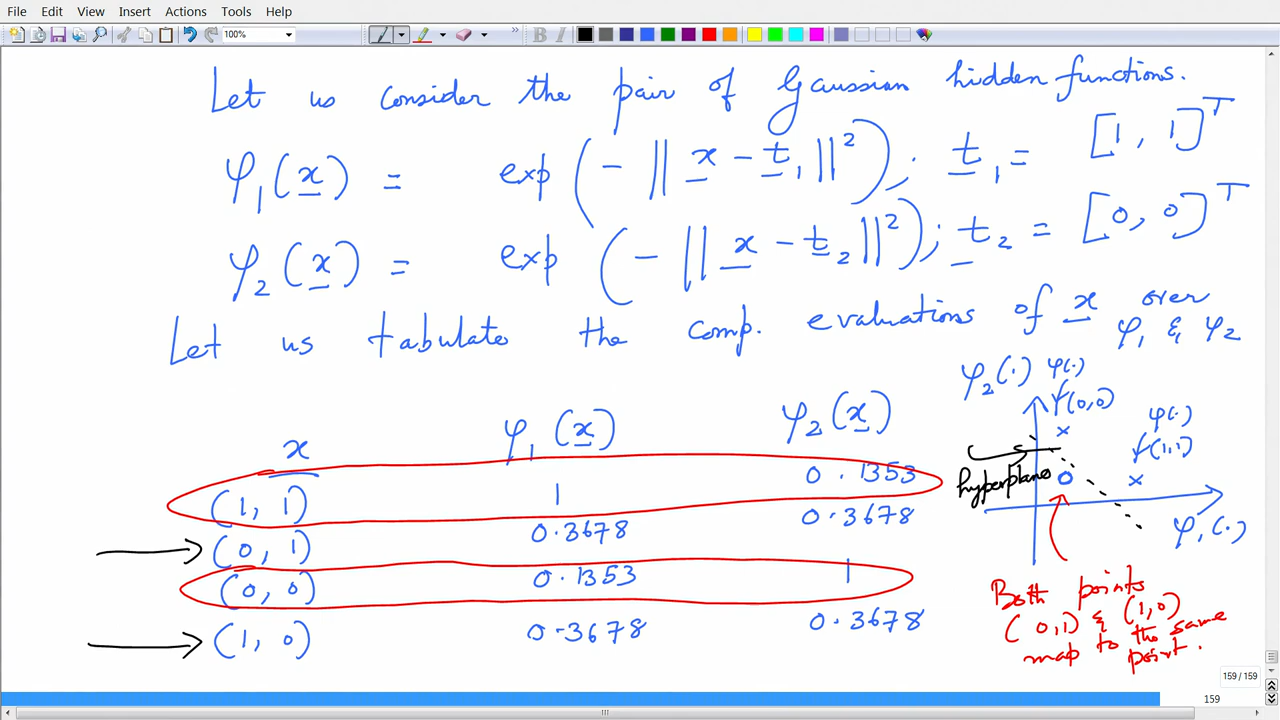 File Edit View Insert Actions Tools Help
100%
B I
Let us consider the pair of Gaussian hidden functions.
φ₁(x) = exp(-||x - t₁||²); t₁ = [1, 1]ᵀ
φ₂(x) = exp(-||x - t₂||²); t₂ = [0, 0]ᵀ
Let us tabulate the comp. evaluations of x over φ₁ & φ₂
x φ₁(x) φ₂(x)
(1, 1) 1 0.1353
(0, 1) 0.3678 0.3678
(0, 0) 0.1353 1
(1, 0) 0.3678 0.3678
φ₂(·) φ(·)
(0,0)
φ(·)
(1,1)
hyperplane
φ₁(·)
Both points
(0,1) & (1,0)
map to the same
point.
159 / 159
159